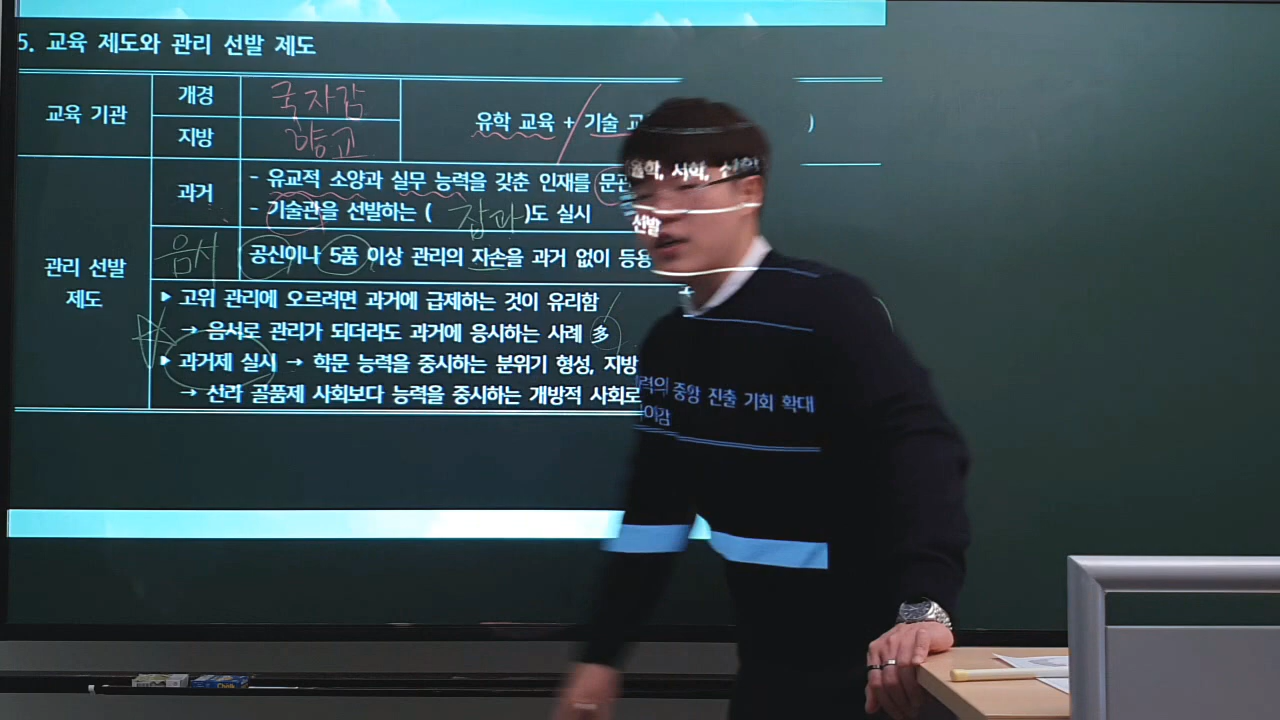 5. 교육 제도와 관리 선발 제도
교육 기관
개경
국자감
지방
향교
유학 교육 + 기술 교
율학, 서학,
)
관리 선발
제도
과거
- 유교적 소양과 실무 능력을 갖춘 인재를 문관
선발
- 기술관을 선발하는 ( 잡과 )도 실시
음서
공신이나 5품 이상 관리의 자손을 과거 없이 등용
▶ 고위 관리에 오르려면 과거에 급제하는 것이 유리함
→ 음서로 관리가 되더라도 과거에 응시하는 사례 多
▶ 과거제 실시 → 학문 능력을 중시하는 분위기 형성, 지방 세력의 중앙 진출 기회 확대
→ 신라 골품제 사회보다 능력을 중시하는 개방적 사회로 나아감